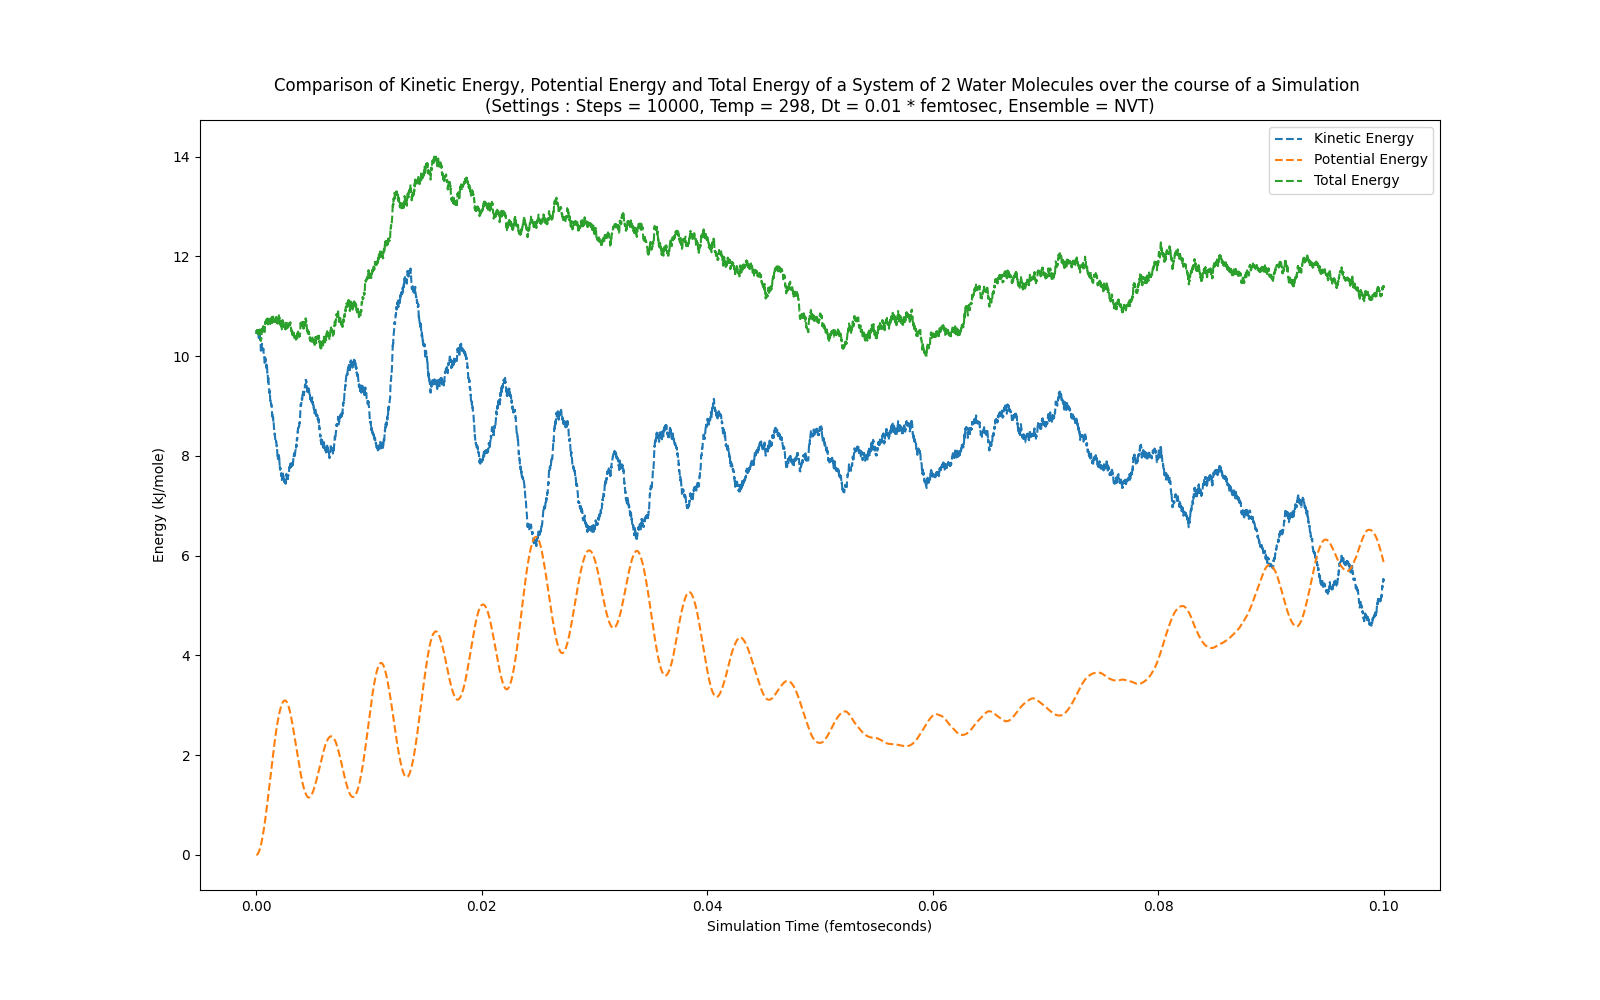 Comparison of Kinetic Energy, Potential Energy and Total Energy of a System of 2 Water Molecules over the course of a Simulation
(Settings : Steps = 10000, Temp = 298, Dt = 0.01 * femtosec, Ensemble = NVT)
Kinetic Energy
Potential Energy
Total Energy
14
12
10
8
6
4
2
0
Energy (kJ/mole)
0.00 0.02 0.04 0.06 0.08 0.10
Simulation Time (femtoseconds)